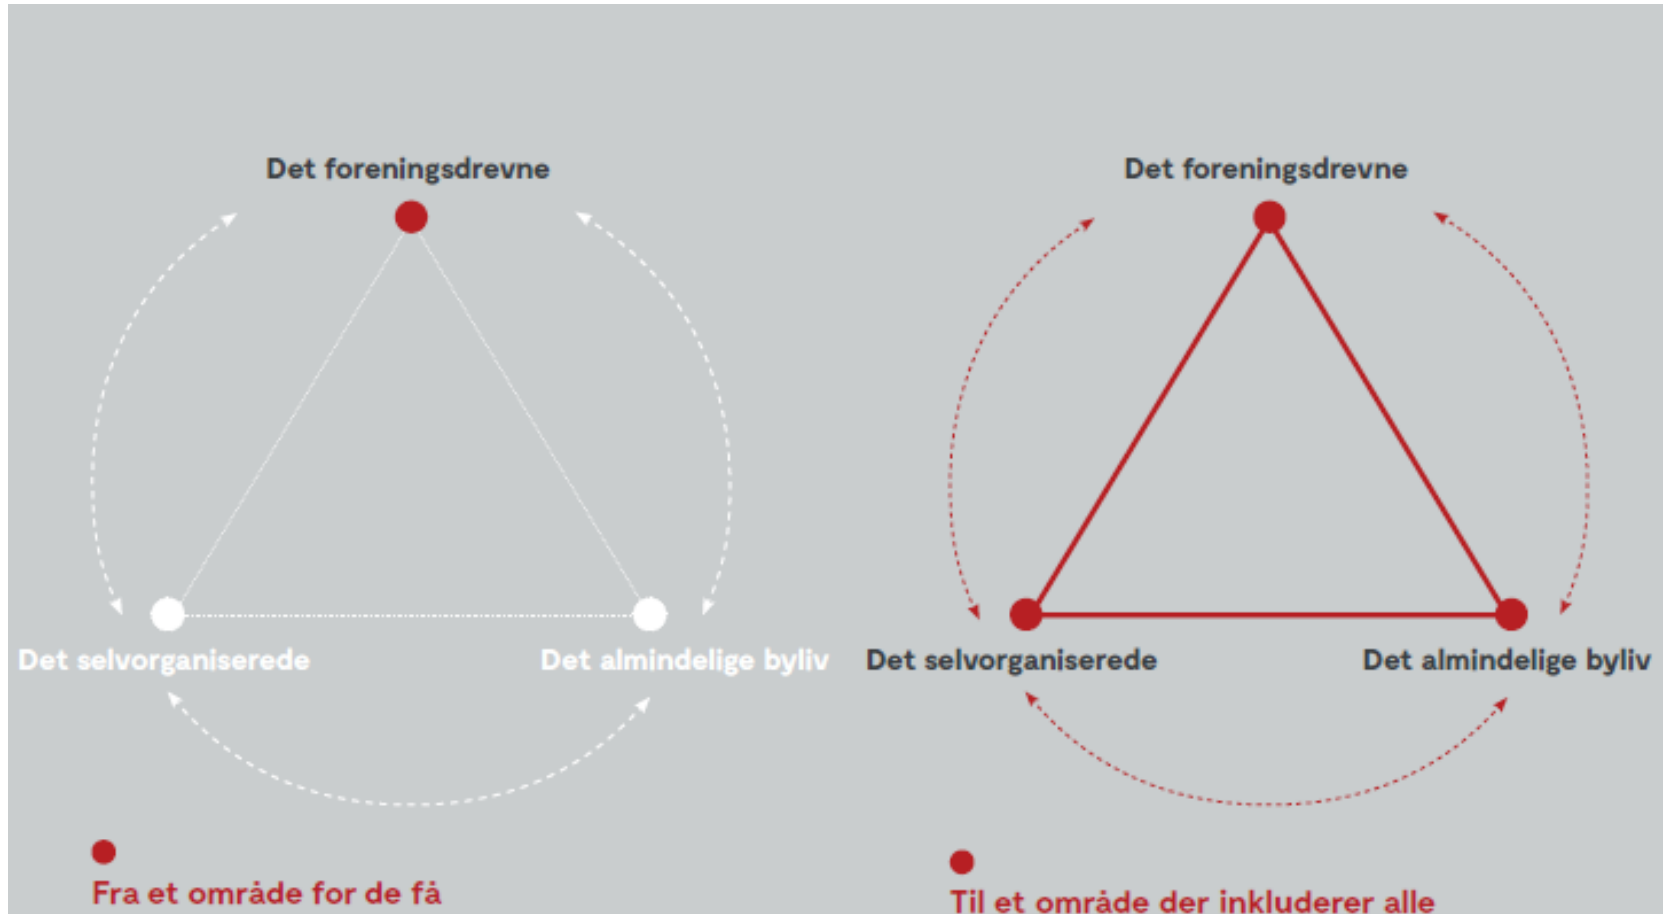 Det foreningsdrevne
Det selvorganiserede
Det almindelige byliv
Fra et område for de få
Det foreningsdrevne
Det selvorganiserede
Det almindelige byliv
Til et område der inkluderer alle